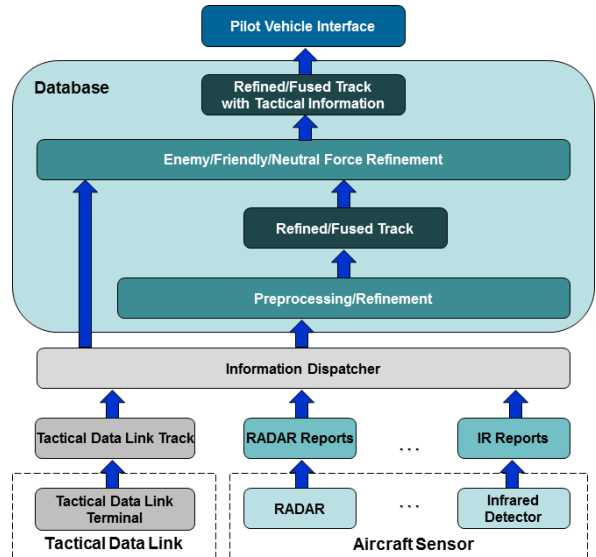 Pilot Vehicle Interface
Database
Refined/Fused Track
with Tactical Information
Enemy/Friendly/Neutral Force Refinement
Refined/Fused Track
Preprocessing/Refinement
Information Dispatcher
Tactical Data Link Track
RADAR Reports
...
IR Reports
Tactical Data Link
Terminal
RADAR
...
Infrared
Detector
Tactical Data Link
Aircraft Sensor